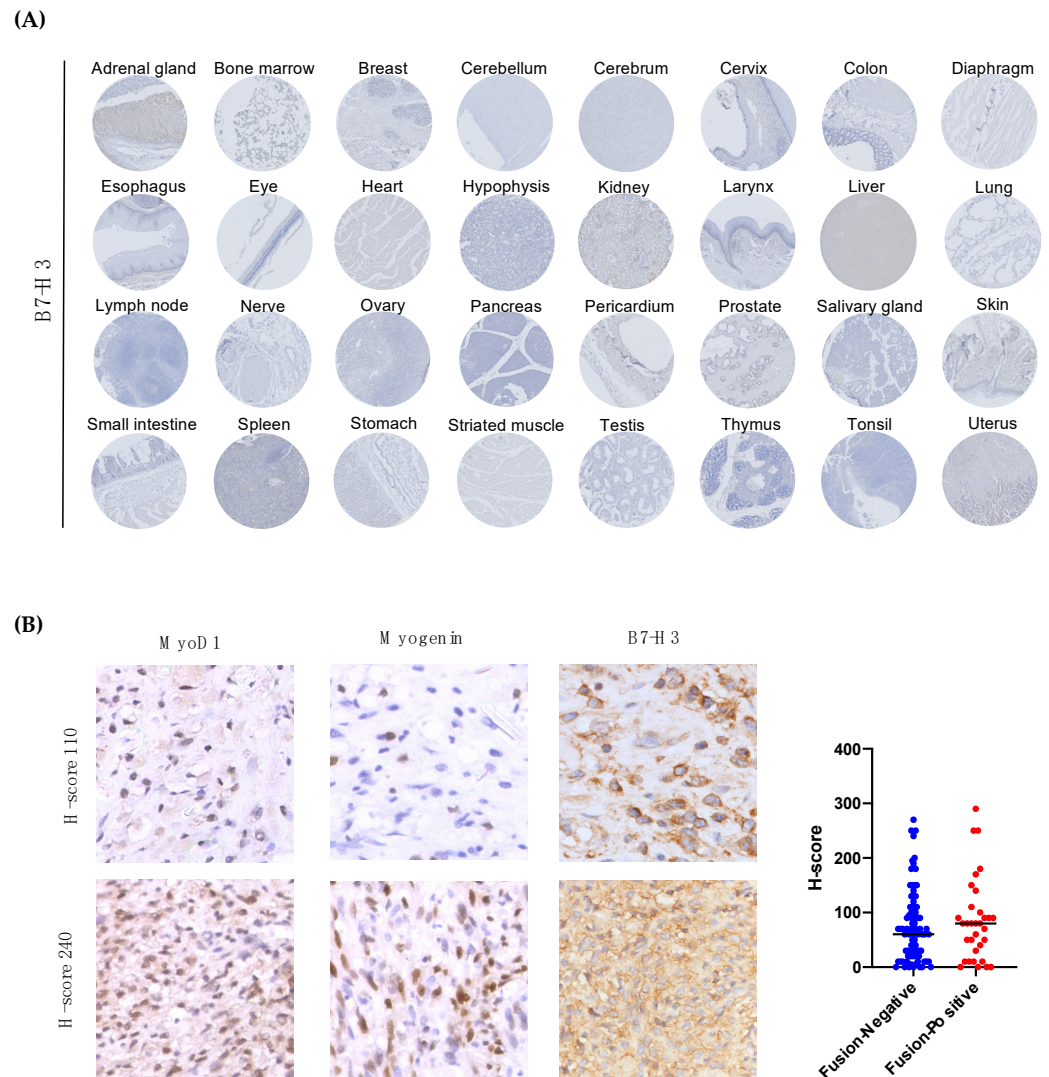 (A)
Adrenal gland Bone marrow Breast Cerebellum Cerebrum Cervix Colon Diaphragm
Esophagus Eye Heart Hypophysis Kidney Larynx Liver Lung
B7-H3
Lymph node Nerve Ovary Pancreas Pericardium Prostate Salivary gland Skin
Small intestine Spleen Stomach Striated muscle Testis Thymus Tonsil Uterus
(B)
MyoD1 Myogenin B7-H3
H-score 110
H-score 240
H-score
400
300
200
100
0
Fusion-Negative
Fusion-Positive